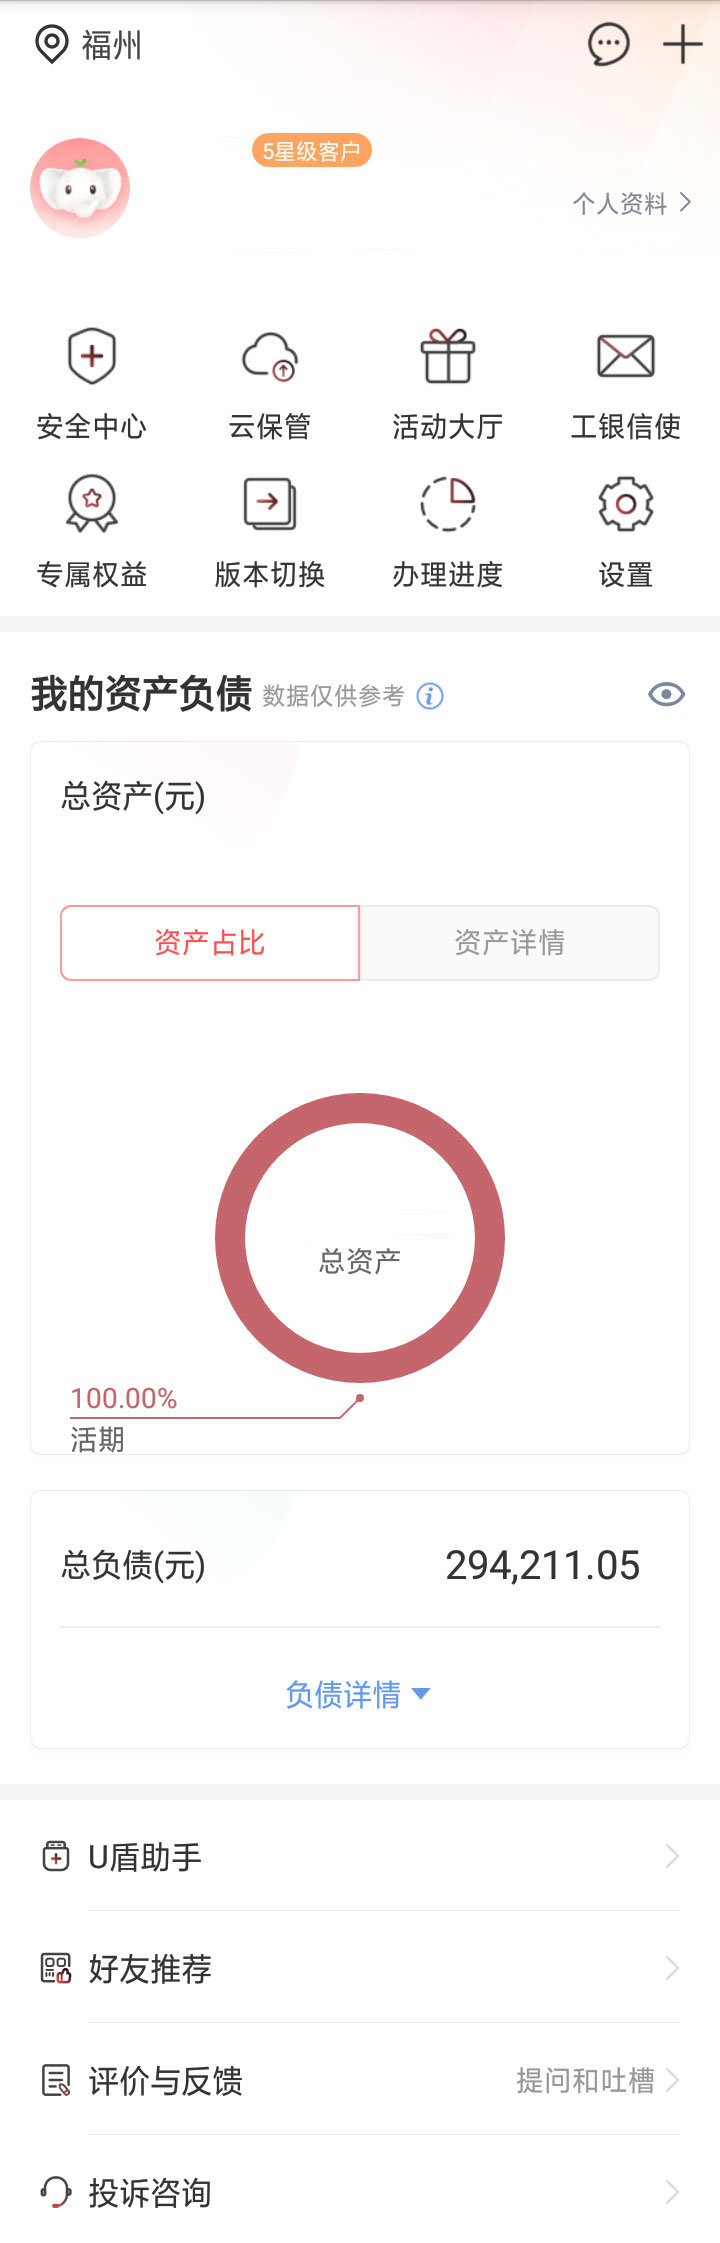 福州
5星级客户
个人资料
安全中心 云保管 活动大厅 工银信使
专属权益 版本切换 办理进度 设置
我的资产负债 数据仅供参考
总资产(元)
资产占比 资产详情
总资产
100.00%
活期
总负债(元) 294,211.05
负债详情
U盾助手
好友推荐
评价与反馈 提问和吐槽
投诉咨询